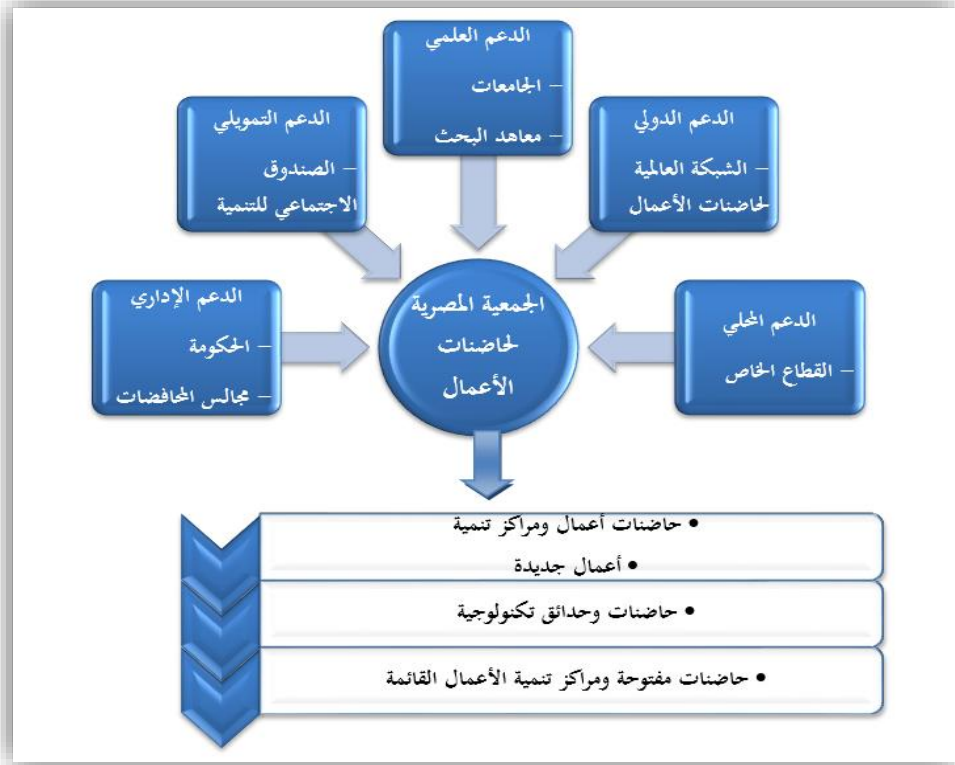 الدعم العلمي
– الجامعات
– معاهد البحث
الدعم الدولي
– الشبكة العالمية
لحاضنات الأعمال
الدعم التمويلي
– الصندوق
الاجتماعي للتنمية
الدعم المحلي
– القطاع الخاص
الجمعية المصرية
لحاضنات
الأعمال
الدعم الإداري
– الحكومة
– مجالس المحافضات
• حاضنات أعمال ومراكز تنمية
• أعمال جديدة
• حاضنات وحدائق تكنولوجية
• حاضنات مفتوحة ومراكز تنمية الأعمال القائمة